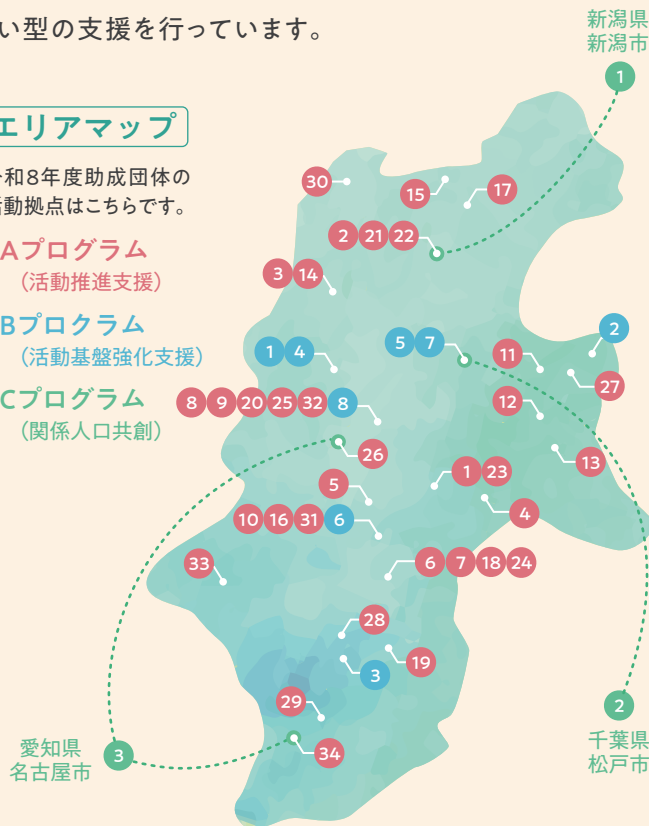 い型の支援を行っています。
新潟県
新潟市
1
エリアマップ
令和8年度助成団体の
活動拠点はこちらです。
Aプログラム
（活動推進支援）
Bプログラム
（活動基盤強化支援）
Cプログラム
（関係人口共創）
30
15
17
2 21 22
3 14
1 4
5 7
2
11
27
8 9 20 25 32 8
12
26
13
5
1 23
4
10 16 31 6
33
6 7 18 24
28
19
3
29
34
2
千葉県
松戸市
愛知県
名古屋市
3